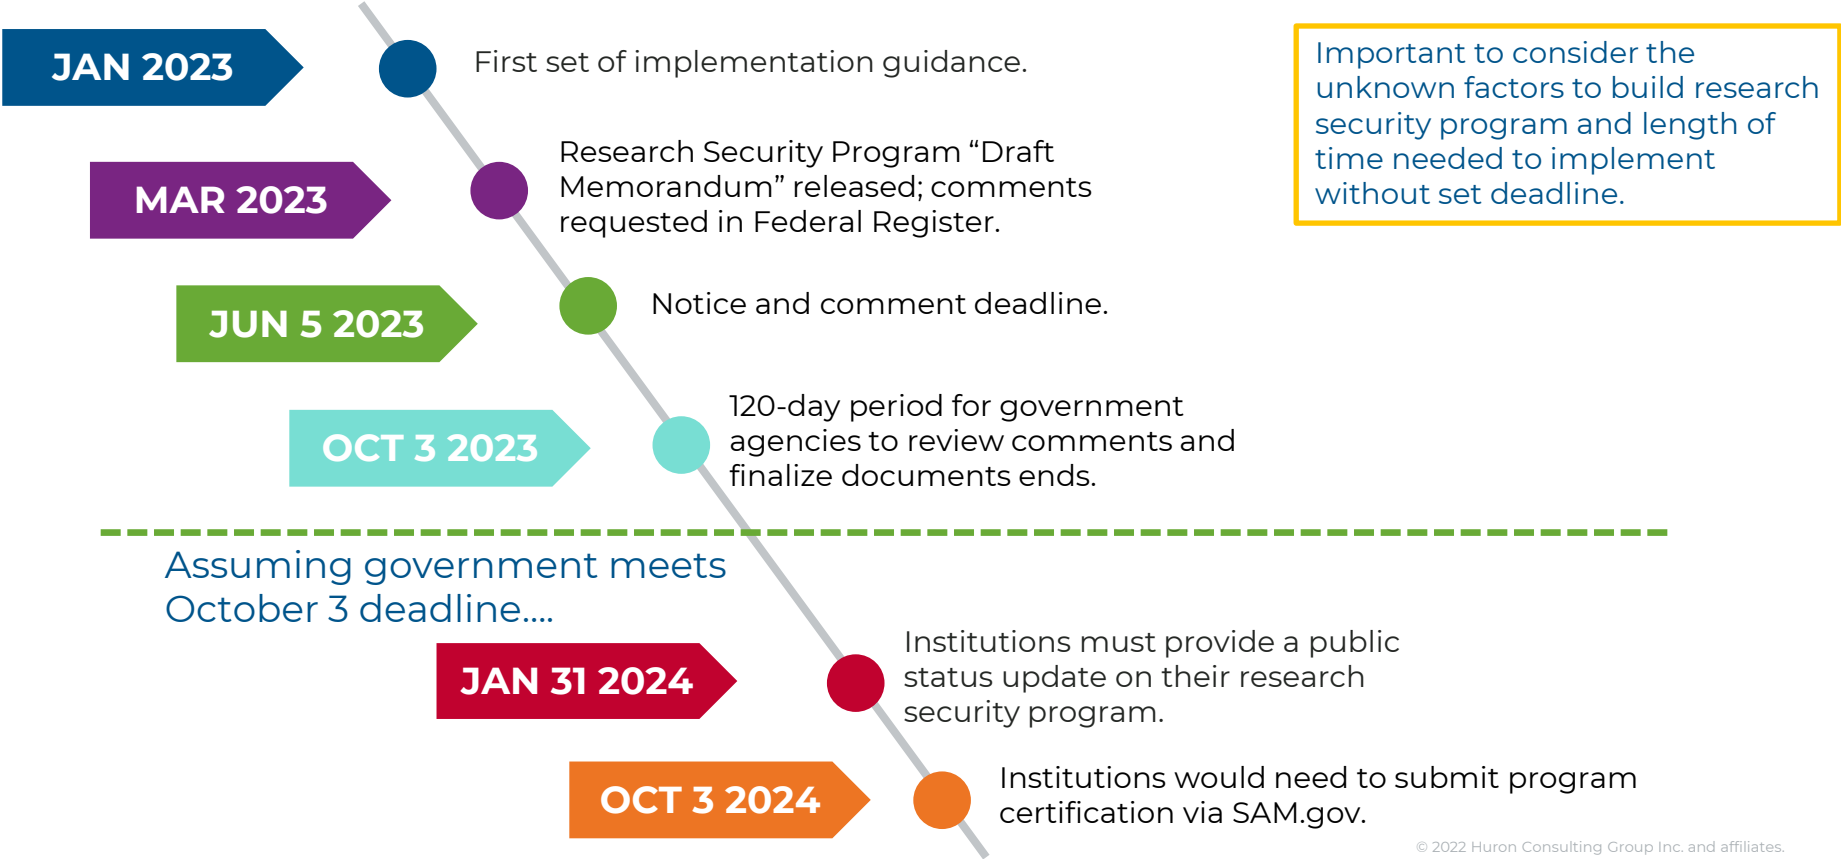 JAN 2023
First set of implementation guidance.
Important to consider the
unknown factors to build research
security program and length of
time needed to implement
without set deadline.
MAR 2023
Research Security Program “Draft
Memorandum” released; comments
requested in Federal Register.
JUN 5 2023
Notice and comment deadline.
OCT 3 2023
120-day period for government
agencies to review comments and
finalize documents ends.
Assuming government meets
October 3 deadline....
JAN 31 2024
Institutions must provide a public
status update on their research
security program.
OCT 3 2024
Institutions would need to submit program
certification via SAM.gov.
© 2022 Huron Consulting Group Inc. and affiliates.